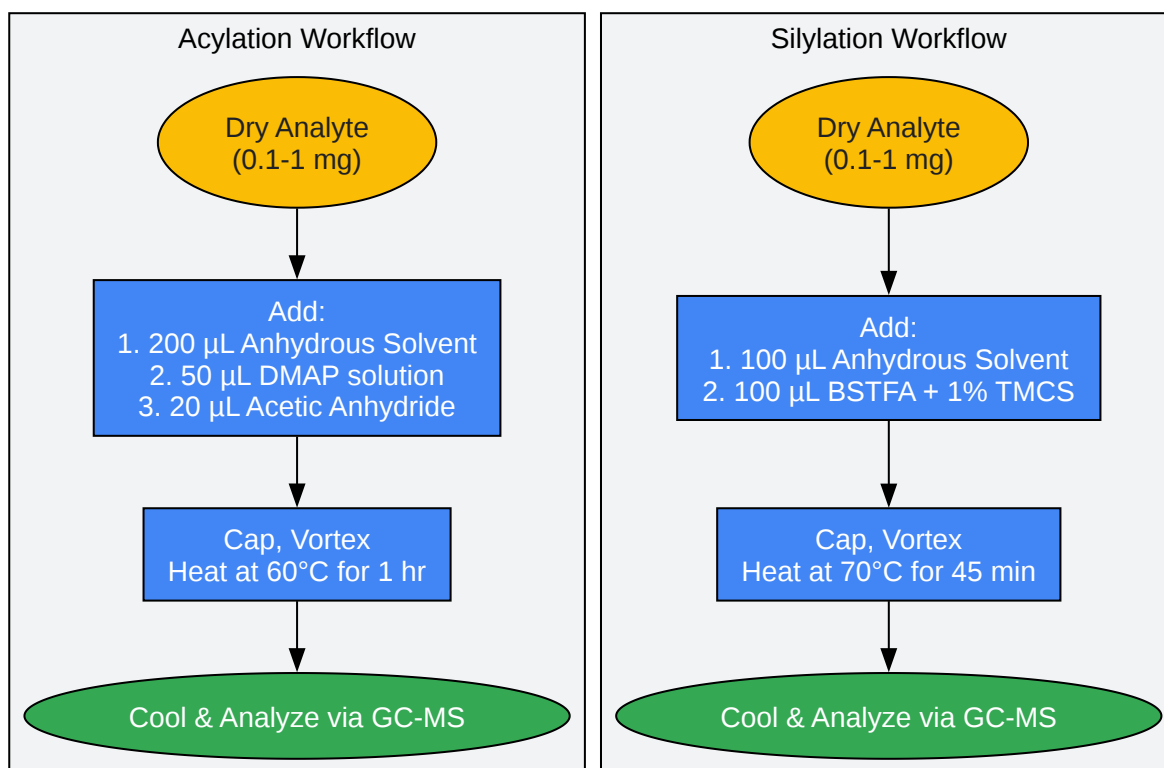 Acylation Workflow
Dry Analyte
(0.1-1 mg)
Add:
1. 200 µL Anhydrous Solvent
2. 50 µL DMAP solution
3. 20 µL Acetic Anhydride
Cap, Vortex
Heat at 60°C for 1 hr
Cool & Analyze via GC-MS
Silylation Workflow
Dry Analyte
(0.1-1 mg)
Add:
1. 100 µL Anhydrous Solvent
2. 100 µL BSTFA + 1% TMCS
Cap, Vortex
Heat at 70°C for 45 min
Cool & Analyze via GC-MS